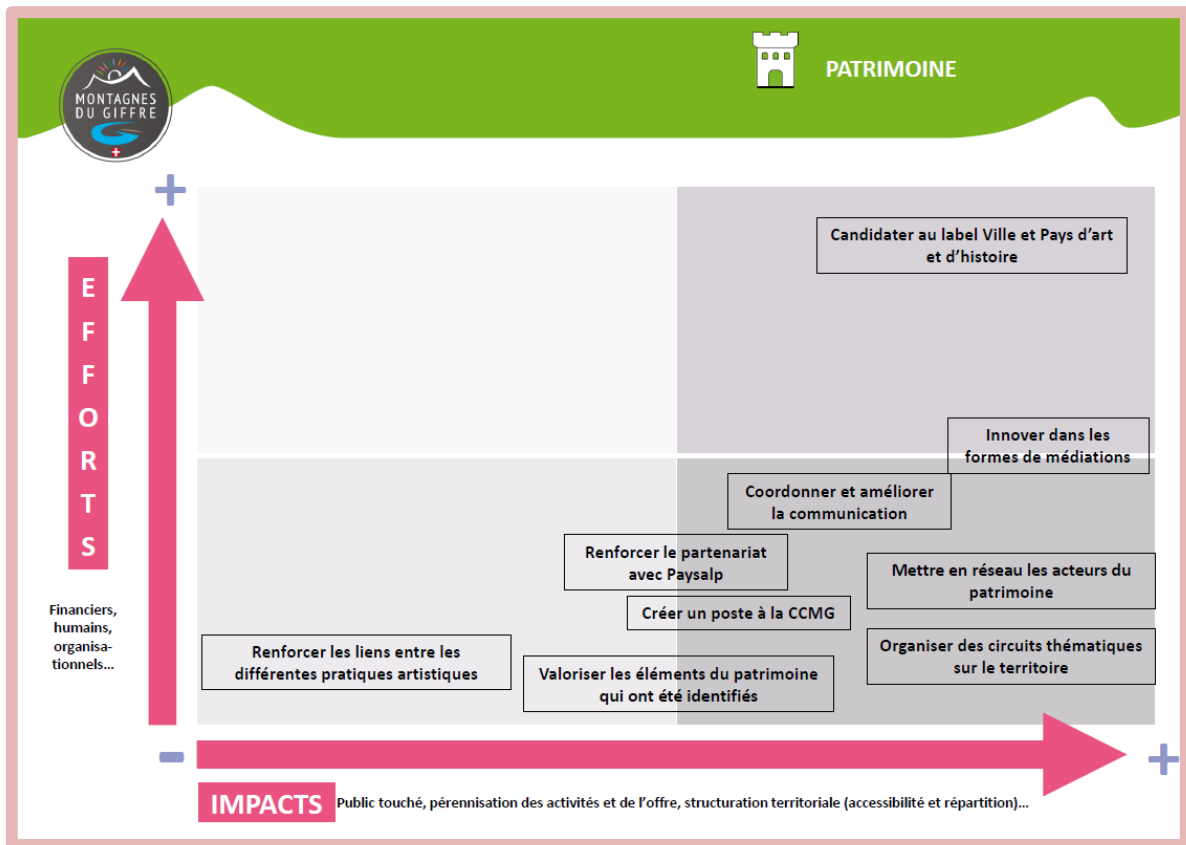 MONTAGNES
DU GIFFRE
PATRIMOINE
+
EFFORTS
Financiers,
humains,
organisa-
tionnels...
Candidater au label Ville et Pays d’art
et d’histoire
Innover dans les
formes de médiations
Coordonner et améliorer
la communication
Renforcer le partenariat
avec Paysalp
Mettre en réseau les acteurs du
patrimoine
Créer un poste à la CCMG
Organiser des circuits thématiques
sur le territoire
Renforcer les liens entre les
différentes pratiques artistiques
Valoriser les éléments du patrimoine
qui ont été identifiés
-
+
IMPACTS
Public touché, pérennisation des activités et de l’offre, structuration territoriale (accessibilité et répartition)...